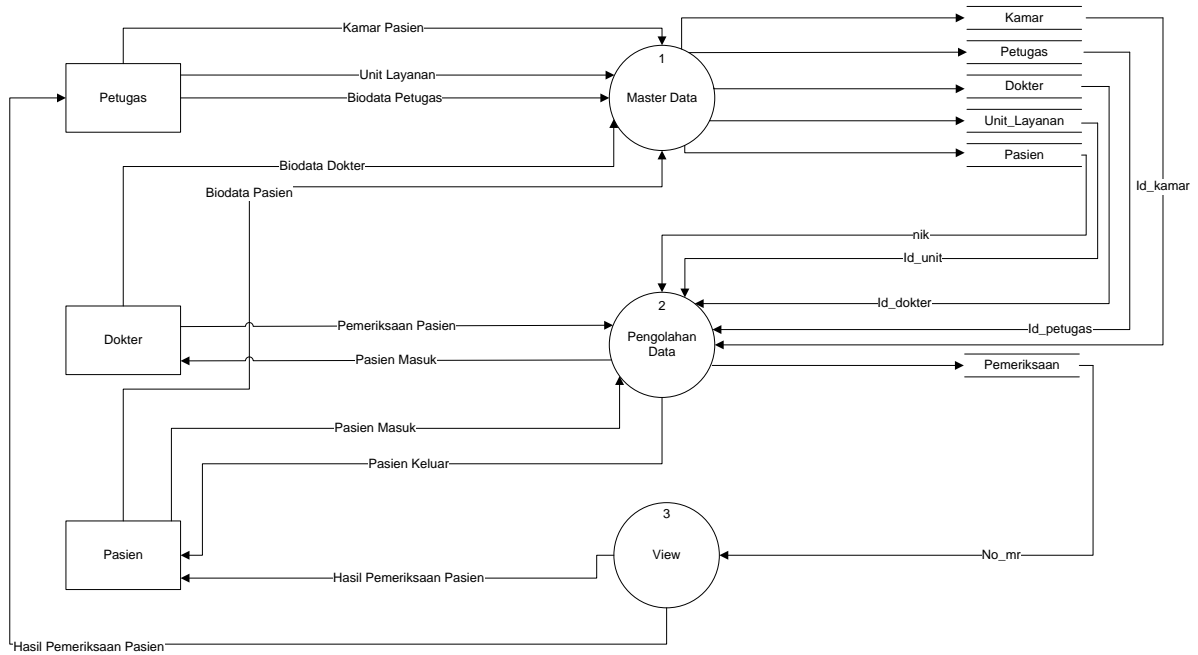 Kamar Pasien
Kamar
1
Petugas
Unit Layanan
Petugas
Biodata Petugas
Master Data
Dokter
Unit_Layanan
Pasien
Biodata Dokter
Biodata Pasien
Id_kamar
nik
Id_unit
Id_dokter
2
Pemeriksaan Pasien
Id_petugas
Dokter
Pengolahan
Data
Pasien Masuk
Pemeriksaan
Pasien Masuk
Pasien Keluar
3
Pasien
View
No_mr
Hasil Pemeriksaan Pasien
Hasil Pemeriksaan Pasien